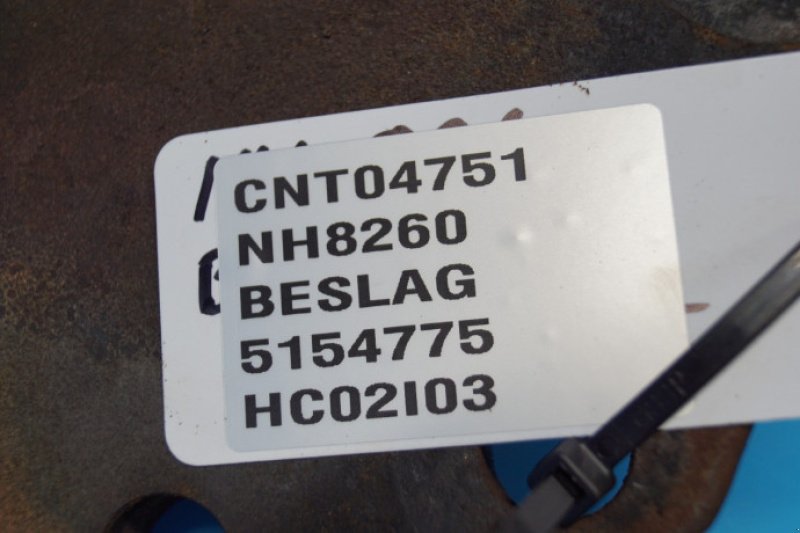 CNT04751
NH8260
BESLAG
5154775
HC02I03